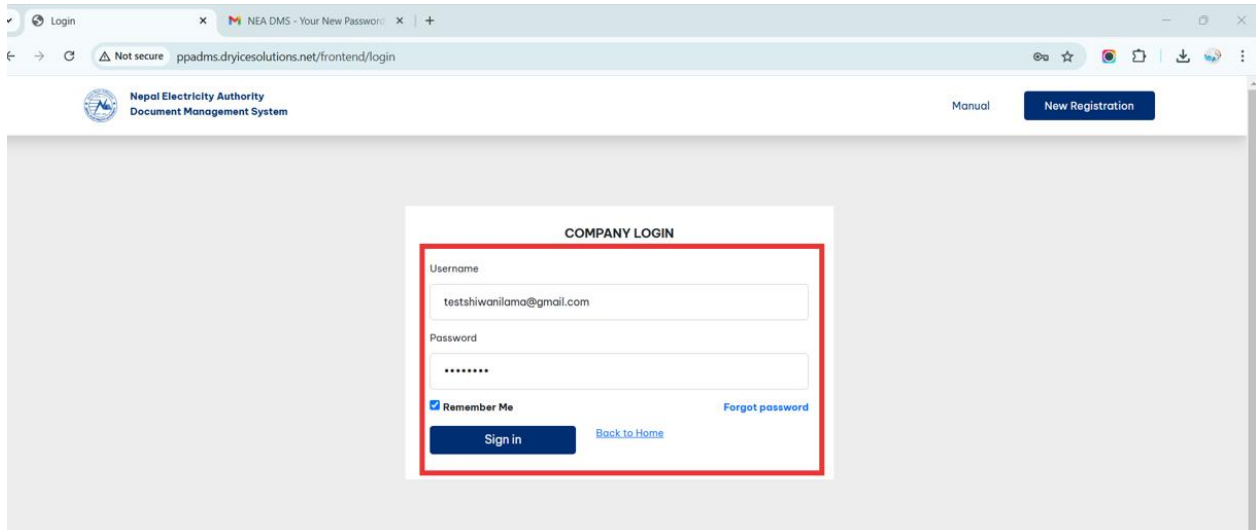 Login
NEA DMS - Your New Password
Not secure ppadms.dryicesolutions.net/frontend/login
Nepal Electricity Authority
Document Management System
Manual
New Registration
COMPANY LOGIN
Username
testshiwanilama@gmail.com
Password
••••••••
Remember Me
Forgot password
Sign in
Back to Home